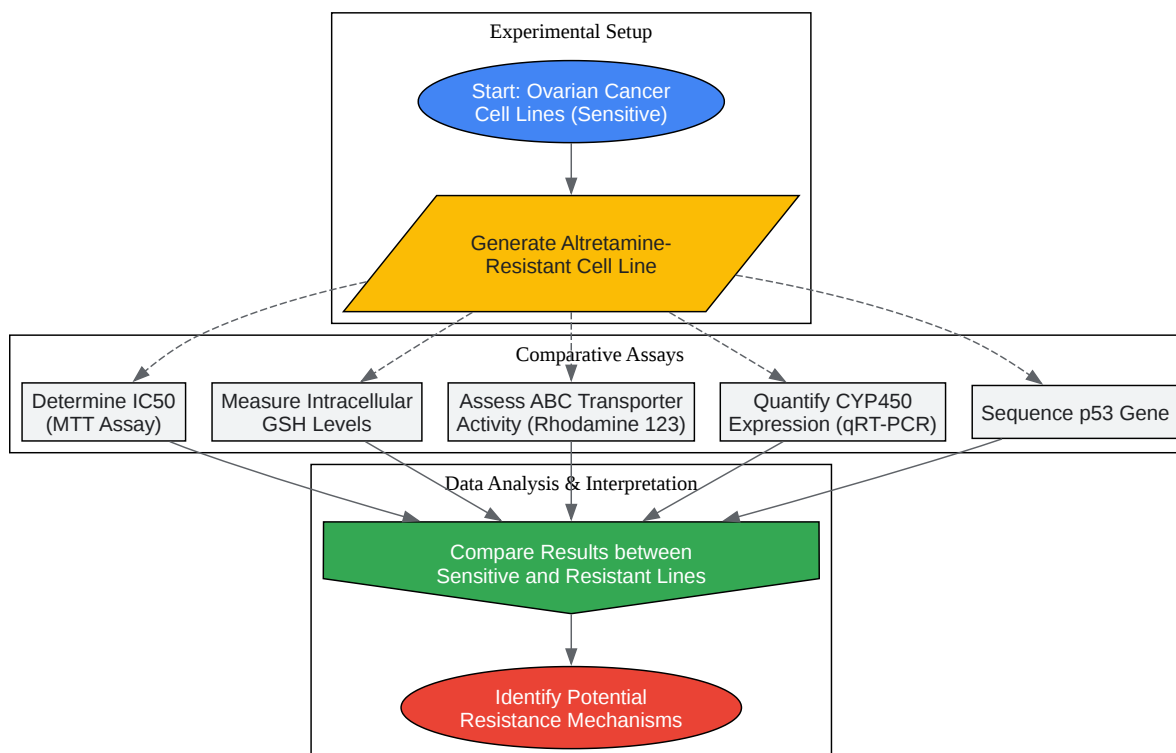 Experimental Setup
Start: Ovarian Cancer
Cell Lines (Sensitive)
Generate Altretamine-
Resistant Cell Line
Comparative Assays
Determine IC50
(MTT Assay)
Measure Intracellular
GSH Levels
Assess ABC Transporter
Activity (Rhodamine 123)
Quantify CYP450
Expression (qRT-PCR)
Sequence p53 Gene
Data Analysis & Interpretation
Compare Results between
Sensitive and Resistant Lines
Identify Potential
Resistance Mechanisms